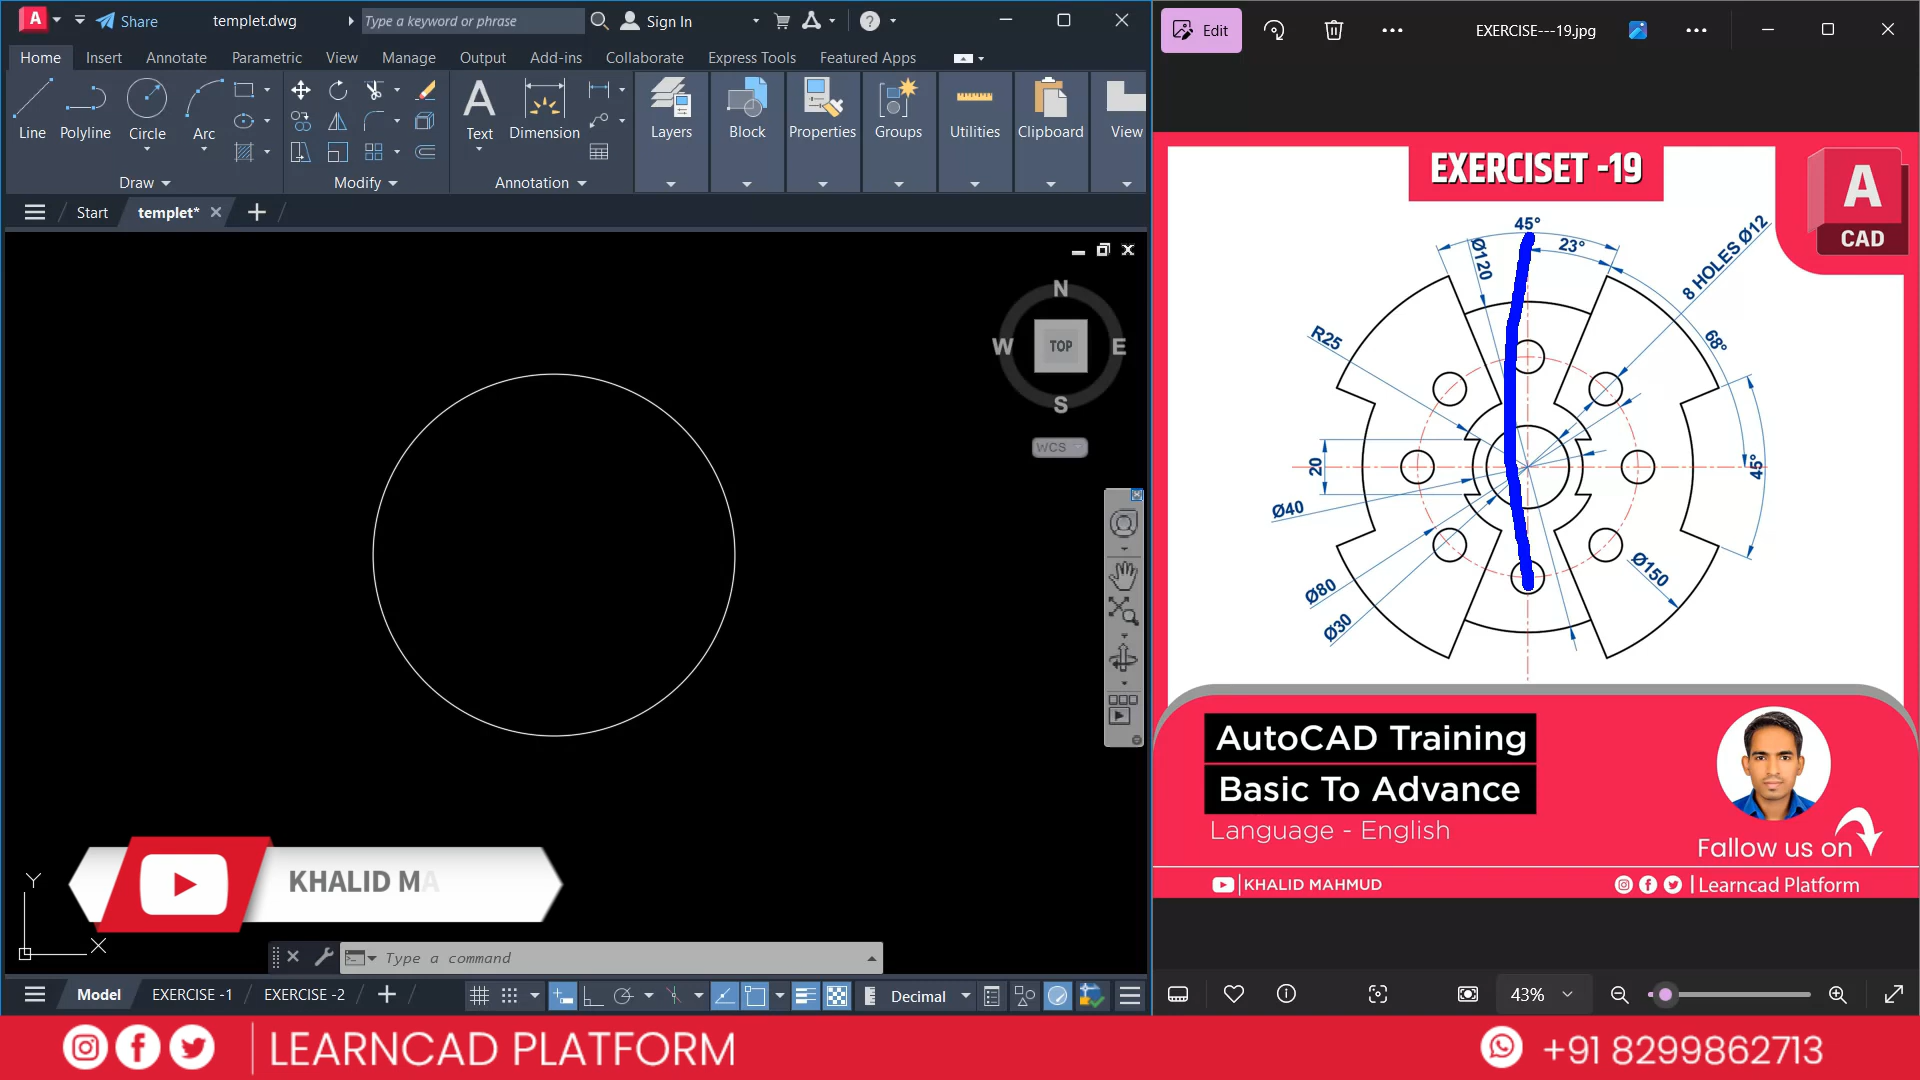 A Share templet.dwg Type a keyword or phrase Sign In
Home Insert Annotate Parametric View Manage Output Add-ins Collaborate Express Tools Featured Apps
Line Polyline Circle Arc
Draw
Modify
A
Text Dimension
Annotation
Layers Block Properties Groups Utilities Clipboard View
Start templet*
N
W TOP E
S
WCS
Y
X
KHALID MA
Type a command
Model EXERCISE -1 EXERCISE -2
Decimal
Edit EXERCISE---19.jpg
EXERCISET -19
A
CAD
45°
23°
Ø120
8 HOLES Ø12
R25
68°
20
45°
Ø40
Ø80
Ø30
Ø150
AutoCAD Training
Basic To Advance
Language - English
Fallow us on
KHALID MAHMUD
Learncad Platform
43%
LEARNCAD PLATFORM
+91 8299862713